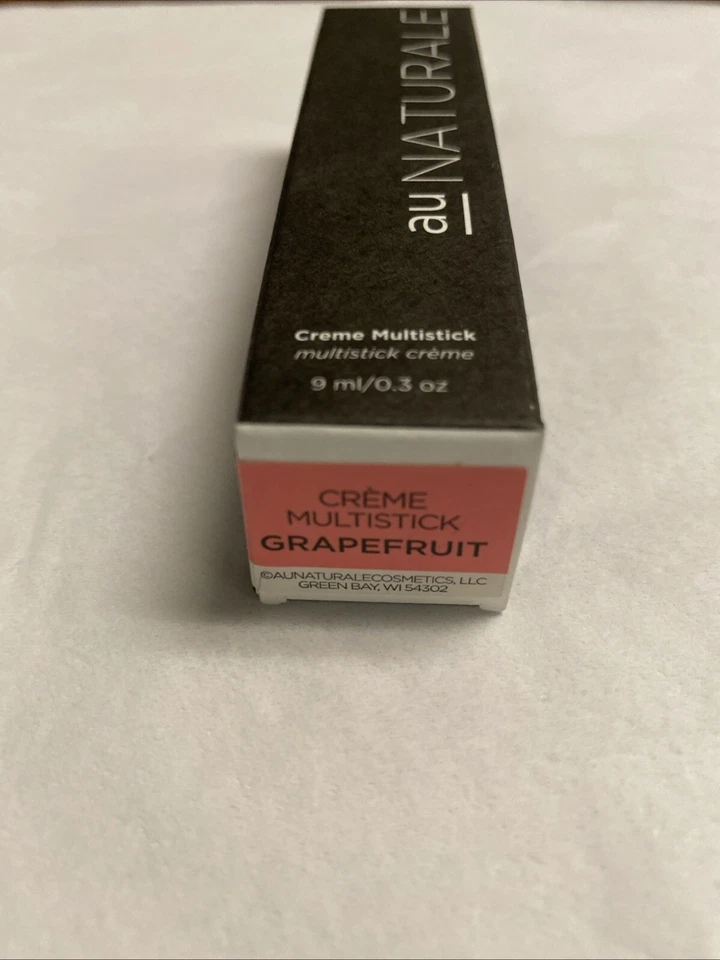 au NATURALE
Creme Multistick
multistick crème
9 ml/0.3 oz
CRÈME
MULTISTICK
GRAPEFRUIT
©AUNATURALECOSMETICS, LLC
GREEN BAY, WI 54302